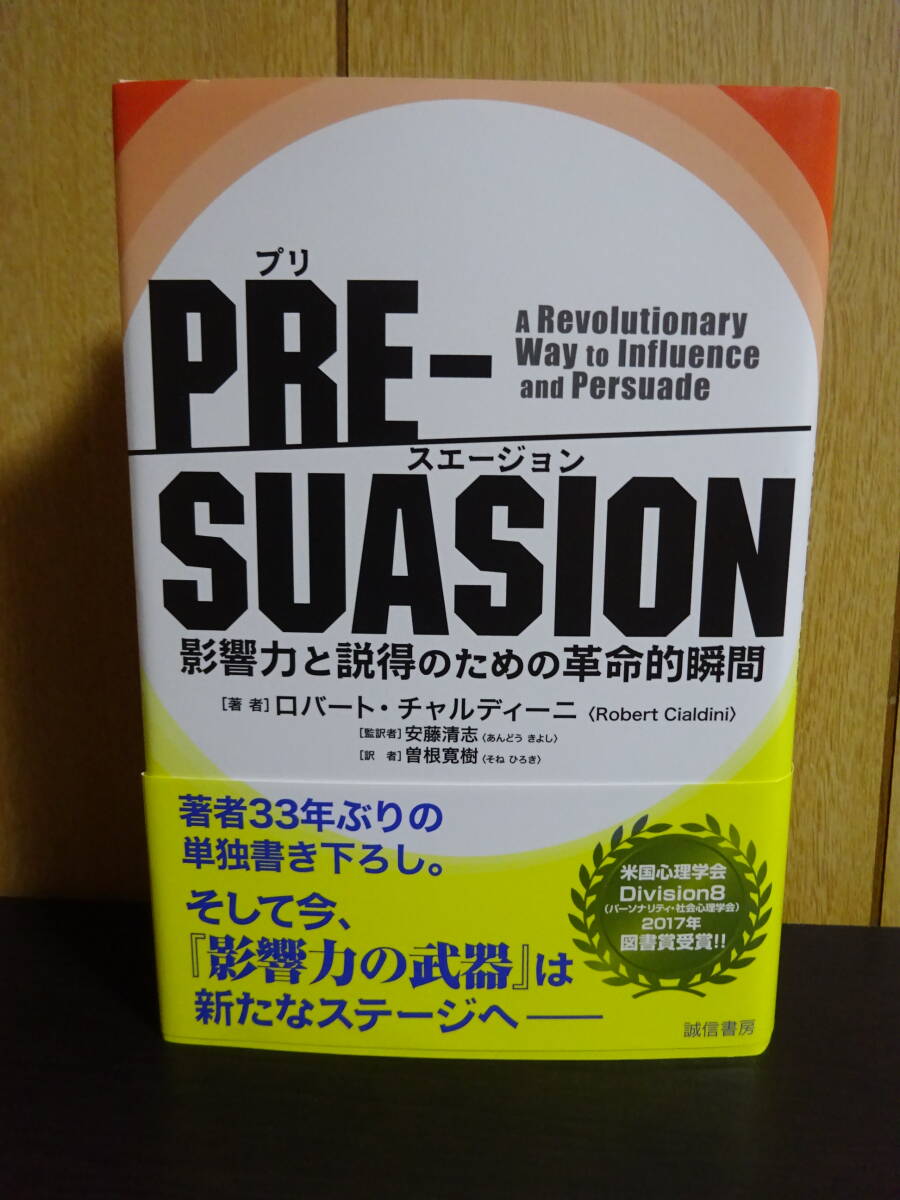 プリ
PRE-
A Revolutionary
Way to Influence
and Persuade
スエージョン
SUASION
影響力と説得のための革命的瞬間
［著 者］ロバート・チャルディーニ〈Robert Cialdini〉
［監訳者］安藤清志〈あんどう きよし〉
［訳 者］曽根寛樹〈そね ひろき〉
著者33年ぶりの
単独書き下ろし。
そして今、
『影響力の武器』は
新たなステージへ——
米国心理学会
Division8
（パーソナリティ・社会心理学会）
2017年
図書賞受賞!!
誠信書房